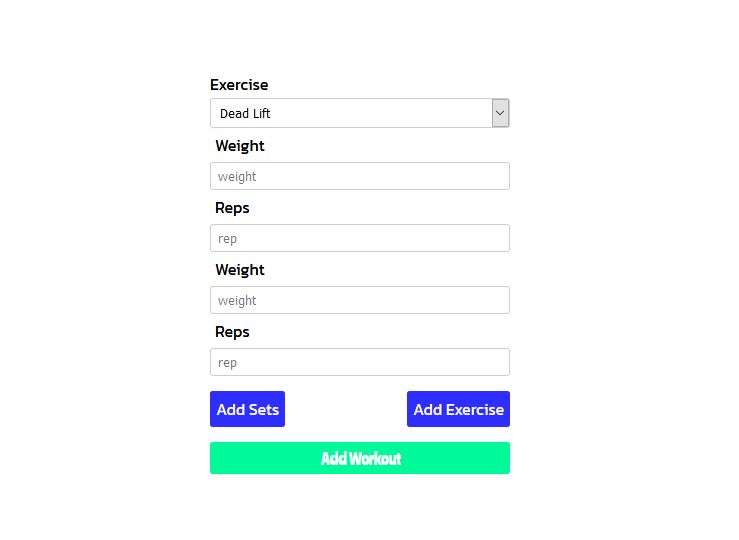 Exercise
Dead Lift
Weight
weight
Reps
rep
Weight
weight
Reps
rep
Add Sets Add Exercise
Add Workout